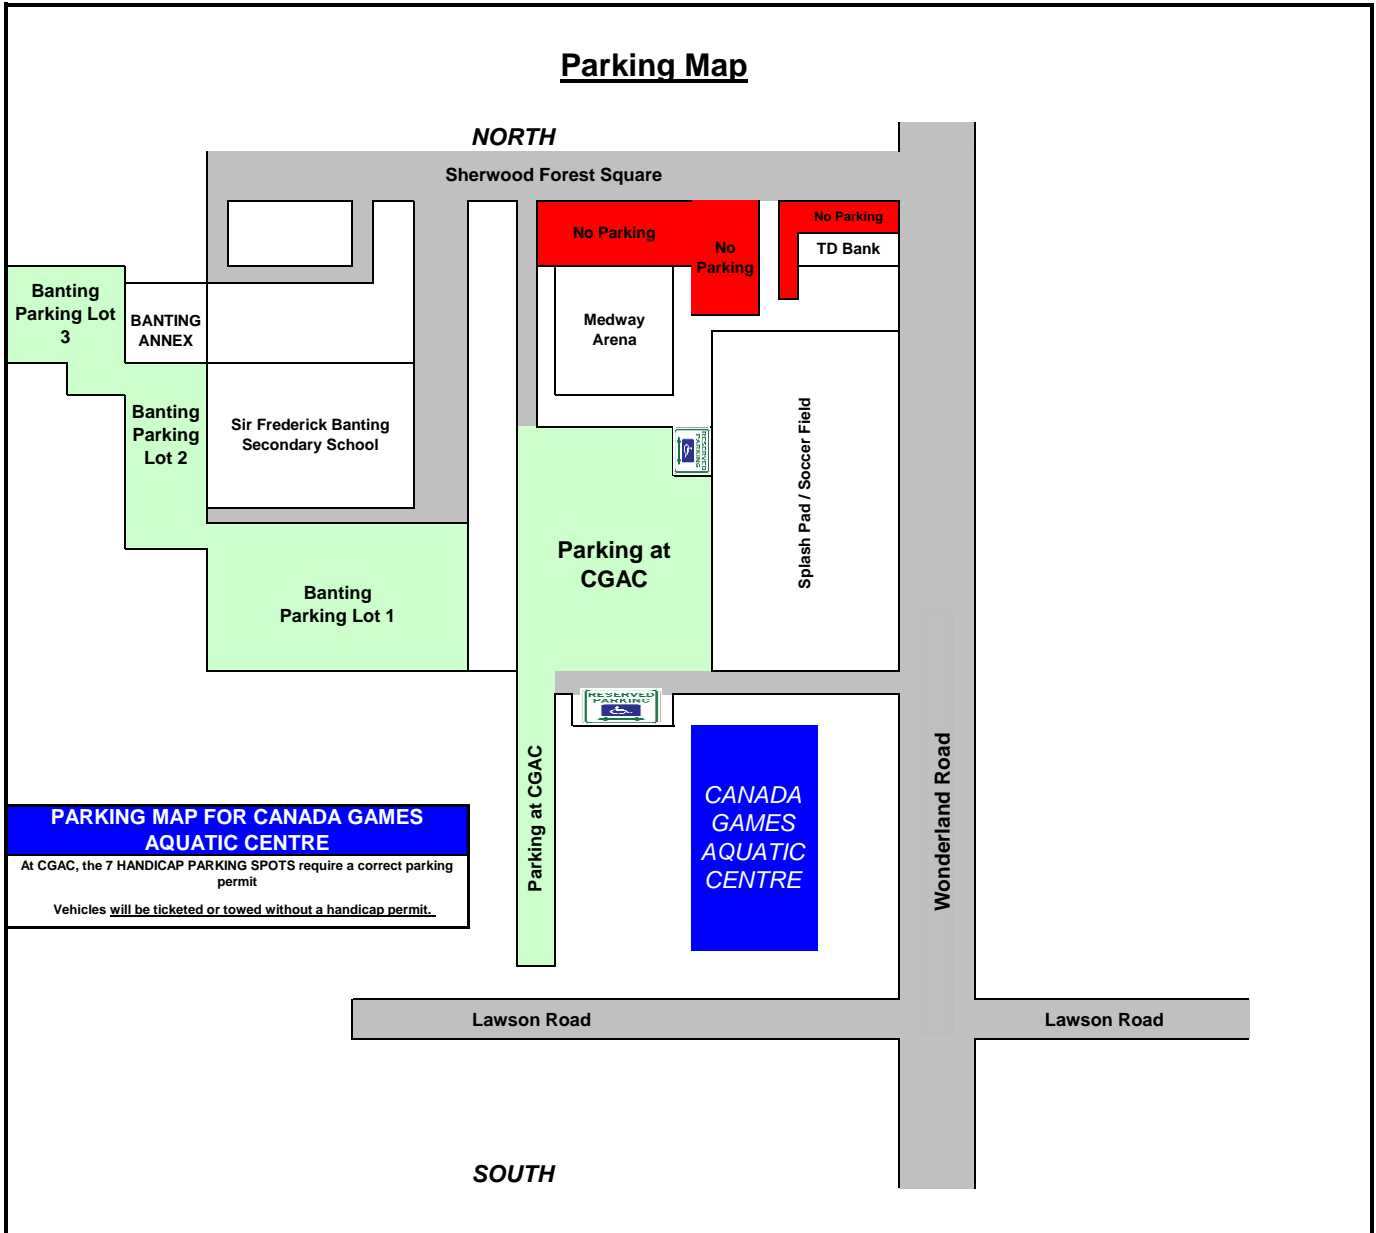 Parking Map
NORTH
Sherwood Forest Square
No Parking
No
Parking
No Parking
TD Bank
Banting
Parking Lot
3
BANTING
ANNEX
Medway
Arena
Banting
Parking
Lot 2
Sir Frederick Banting
Secondary School
RESERVED
PARKING
Splash Pad / Soccer Field
Parking at
CGAC
Banting
Parking Lot 1
RESERVED
PARKING
Parking at CGAC
CANADA
GAMES
AQUATIC
CENTRE
Wonderland Road
PARKING MAP FOR CANADA GAMES
AQUATIC CENTRE
At CGAC, the 7 HANDICAP PARKING SPOTS require a correct parking
permit
Vehicles will be ticketed or towed without a handicap permit.
Lawson Road
Lawson Road
SOUTH